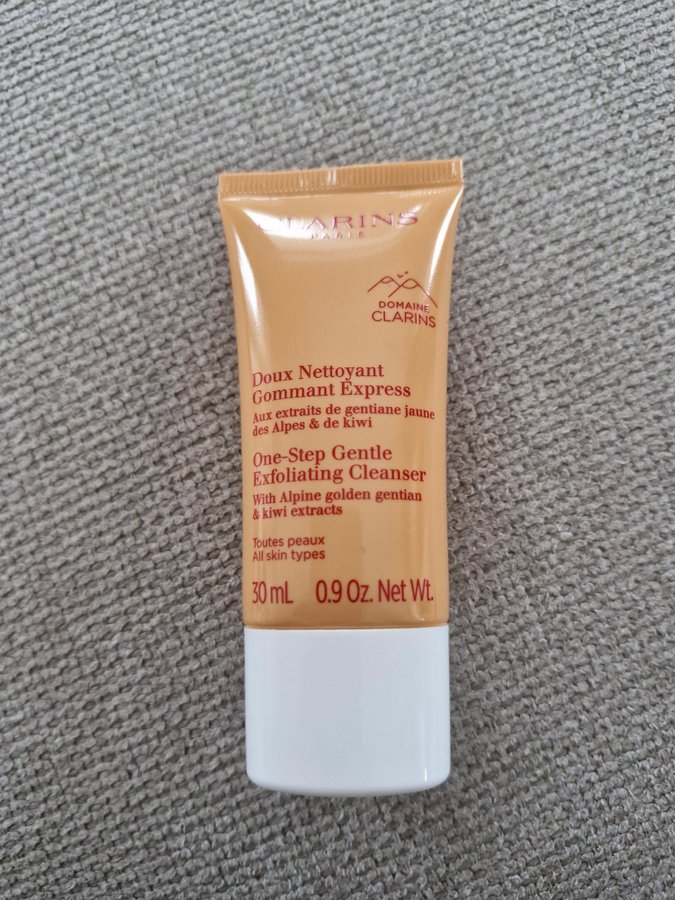 CLARINS
PARIS
DOMAINE
CLARINS
Doux Nettoyant
Gommant Express
Aux extraits de gentiane jaune
des Alpes & de kiwi
One-Step Gentle
Exfoliating Cleanser
With Alpine golden gentian
& kiwi extracts
Toutes peaux
All skin types
30 mL 0.9 Oz. Net Wt.